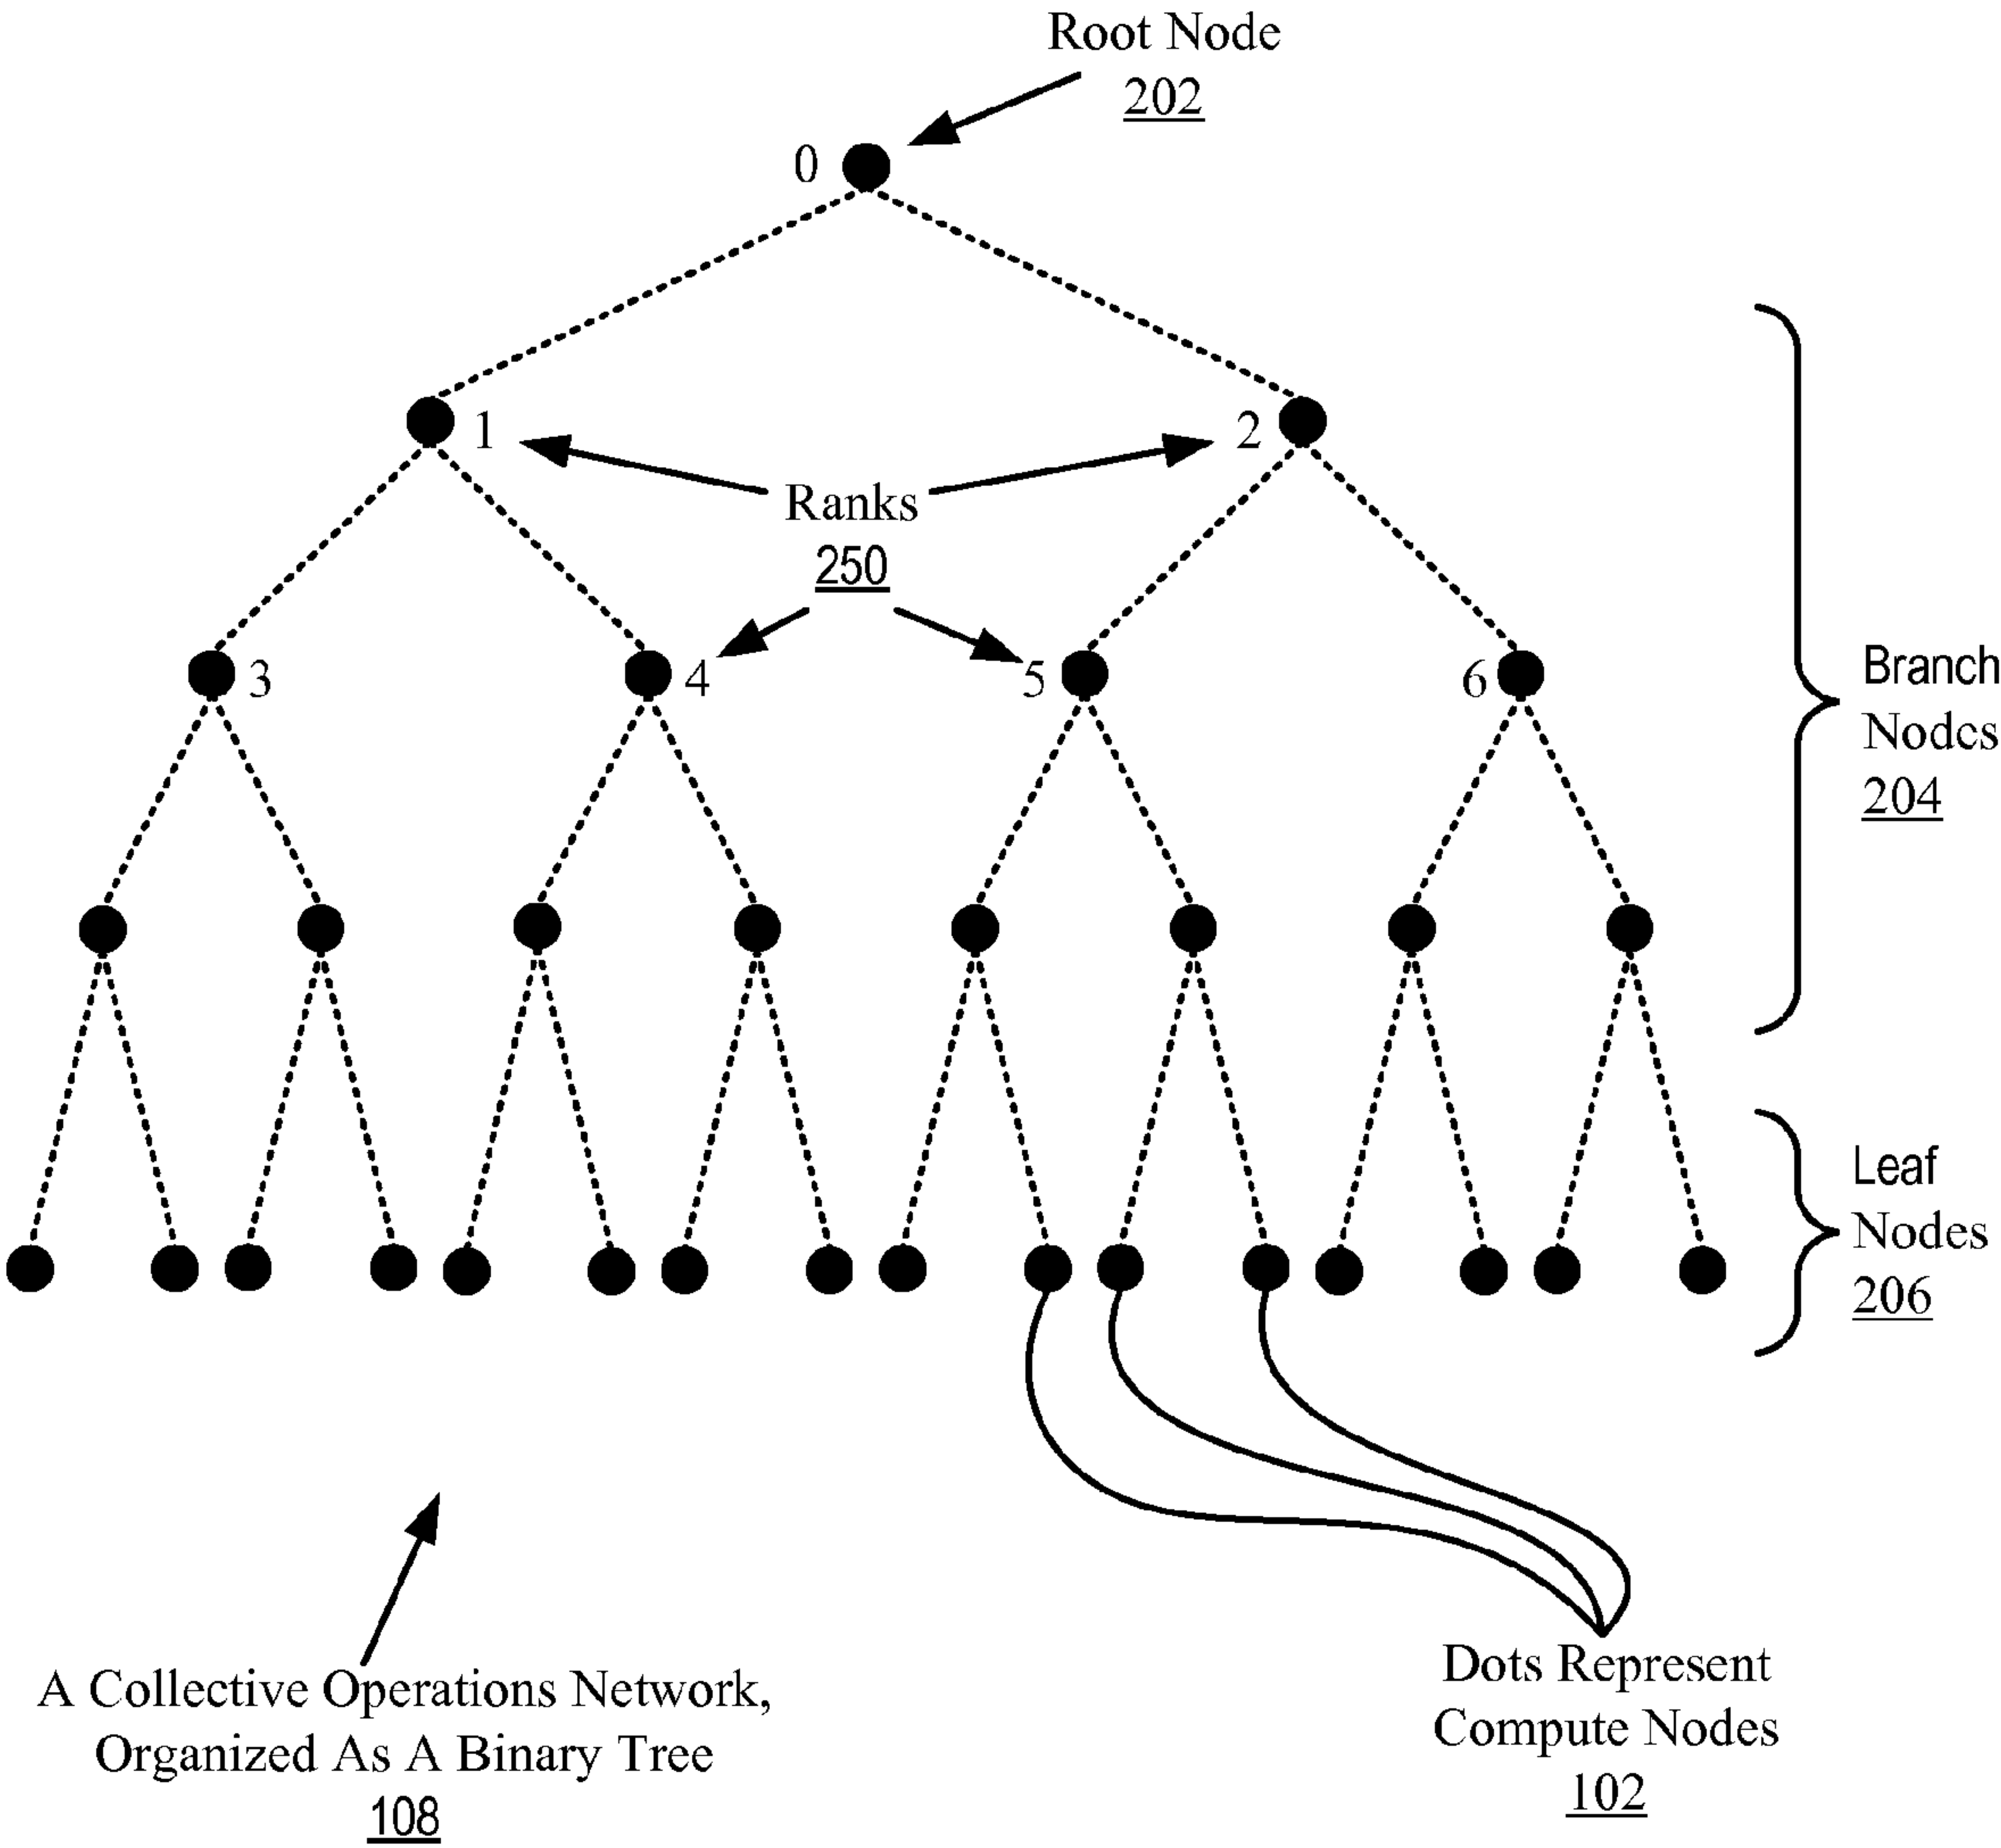 Root Node
202
0
1
2
Ranks
250
3
4
5
6
Branch
Nodes
204
Leaf
Nodes
206
A Collective Operations Network,
Organized As A Binary Tree
108
Dots Represent
Compute Nodes
102